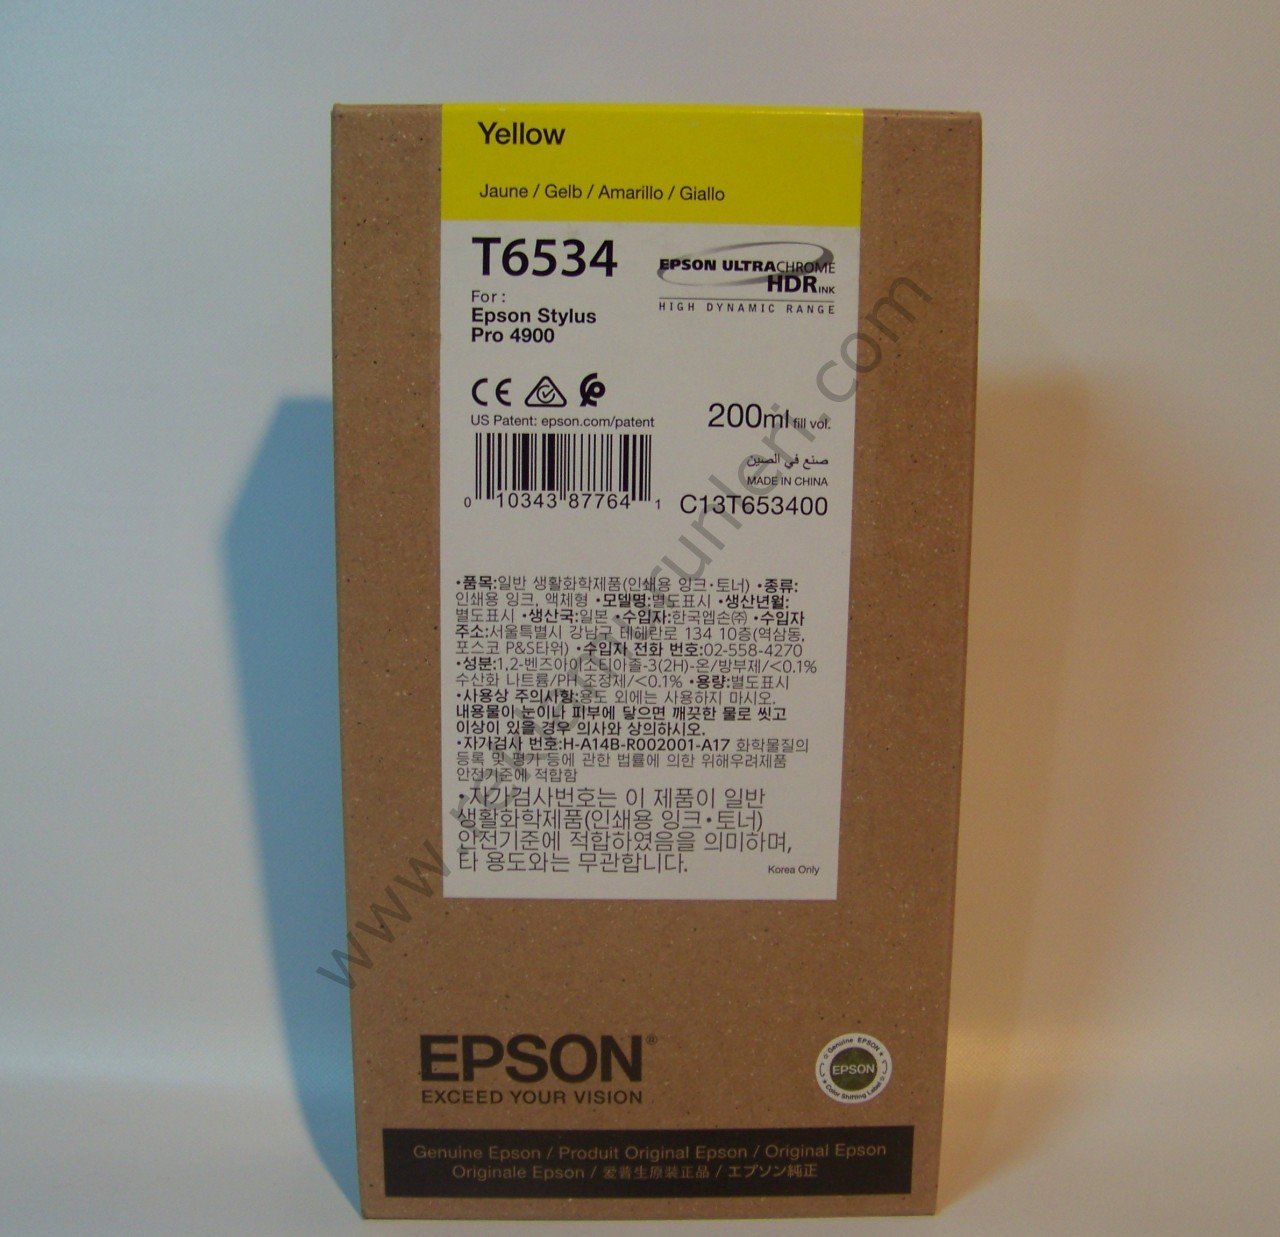 Yellow
Jaune / Gelb / Amarillo / Giallo
T6534
EPSON ULTRACHROME
HDR INK
HIGH DYNAMIC RANGE
For :
Epson Stylus
Pro 4900
CE
US Patent: epson.com/patent
200ml fill vol.
صنع في الصين
MADE IN CHINA
0 10343 87764 1
C13T653400
•품목:일반 생활화학제품(인쇄용 잉크·토너) •종류:
인쇄용 잉크, 액체형 •모델명:별도표시 •생산년월:
별도표시 •생산국:일본 •수입자:한국엡손㈜ •수입자
주소:서울특별시 강남구 테헤란로 134 10층(역삼동,
포스코 P&S타워) •수입자 전화 번호:02-558-4270
•성분:1,2-벤즈아이소티아졸-3(2H)-온/방부제/<0.1%
수산화 나트륨/PH 조정제/<0.1% •용량:별도표시
•사용상 주의사항:용도 외에는 사용하지 마시오.
내용물이 눈이나 피부에 닿으면 깨끗한 물로 씻고
이상이 있을 경우 의사와 상의하시오.
•자가검사 번호:H-A14B-R002001-A17 화학물질의
등록 및 평가 등에 관한 법률에 의한 위해우려제품
안전기준에 적합함
•자가검사번호는 이 제품이 일반
생활화학제품(인쇄용 잉크·토너)
안전기준에 적합하였음을 의미하며,
타 용도와는 무관합니다.
Korea Only
EPSON®
EXCEED YOUR VISION
Genuine EPSON
EPSON
Color Shifting Label
Genuine Epson / Produit Original Epson / Original Epson
Originale Epson / 爱普生原装正品 / エプソン純正